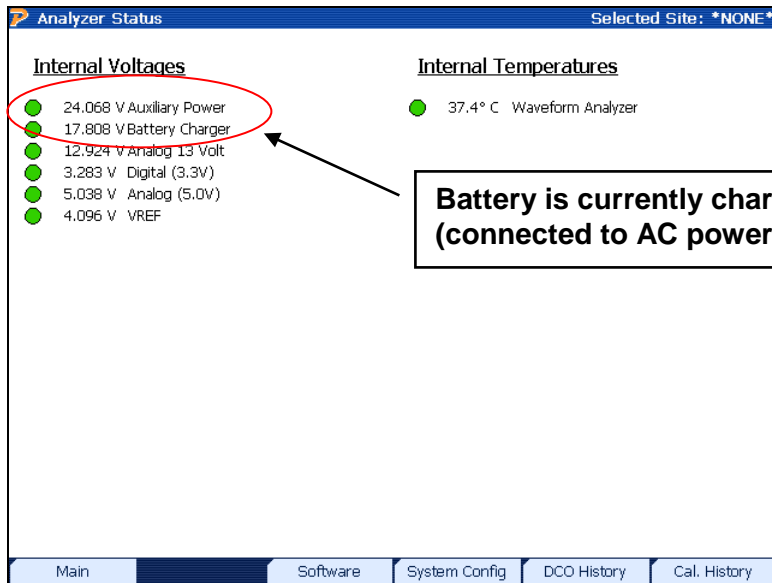 Analyzer Status Selected Site: *NONE*
Internal Voltages
24.068 V Auxiliary Power
17.808 V Battery Charger
12.924 V Analog 13 Volt
3.283 V Digital (3.3V)
5.038 V Analog (5.0V)
4.096 V VREF
Internal Temperatures
37.4° C Waveform Analyzer
Battery is currently char
(connected to AC power
Main Software System Config DCO History Cal. History